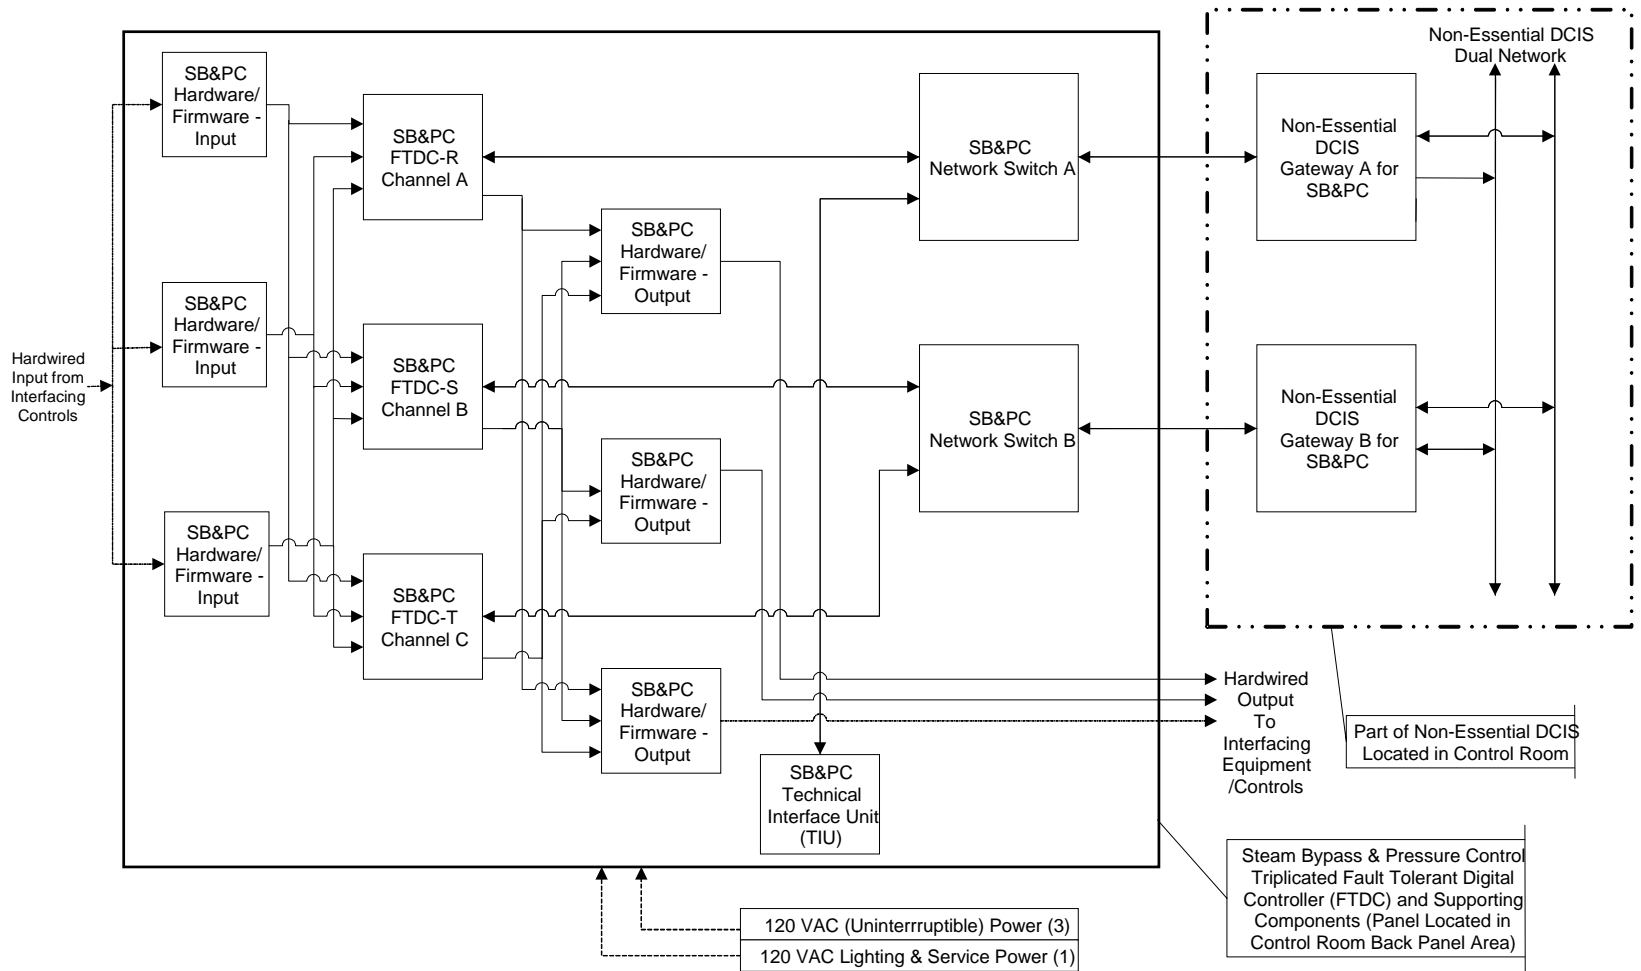 Non-Essential DCIS
Dual Network
SB&PC
Hardware/
Firmware -
Input
SB&PC
FTDC-R
Channel A
SB&PC
Network Switch A
Non-Essential
DCIS
Gateway A for
SB&PC
SB&PC
Hardware/
Firmware -
Output
SB&PC
Hardware/
Firmware -
Input
Hardwired
Input from
Interfacing
Controls
SB&PC
FTDC-S
Channel B
SB&PC
Network Switch B
Non-Essential
DCIS
Gateway B for
SB&PC
SB&PC
Hardware/
Firmware -
Output
SB&PC
Hardware/
Firmware -
Input
SB&PC
FTDC-T
Channel C
SB&PC
Hardware/
Firmware -
Output
Hardwired
Output
To
Interfacing
Equipment
/Controls
Part of Non-Essential DCIS
Located in Control Room
SB&PC
Technical
Interface Unit
(TIU)
Steam Bypass & Pressure Control
Triplicated Fault Tolerant Digital
Controller (FTDC) and Supporting
Components (Panel Located in
Control Room Back Panel Area)
120 VAC (Uninterrruptible) Power (3)
120 VAC Lighting & Service Power (1)